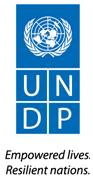 U N
D P
Empowered lives.
Resilient nations.